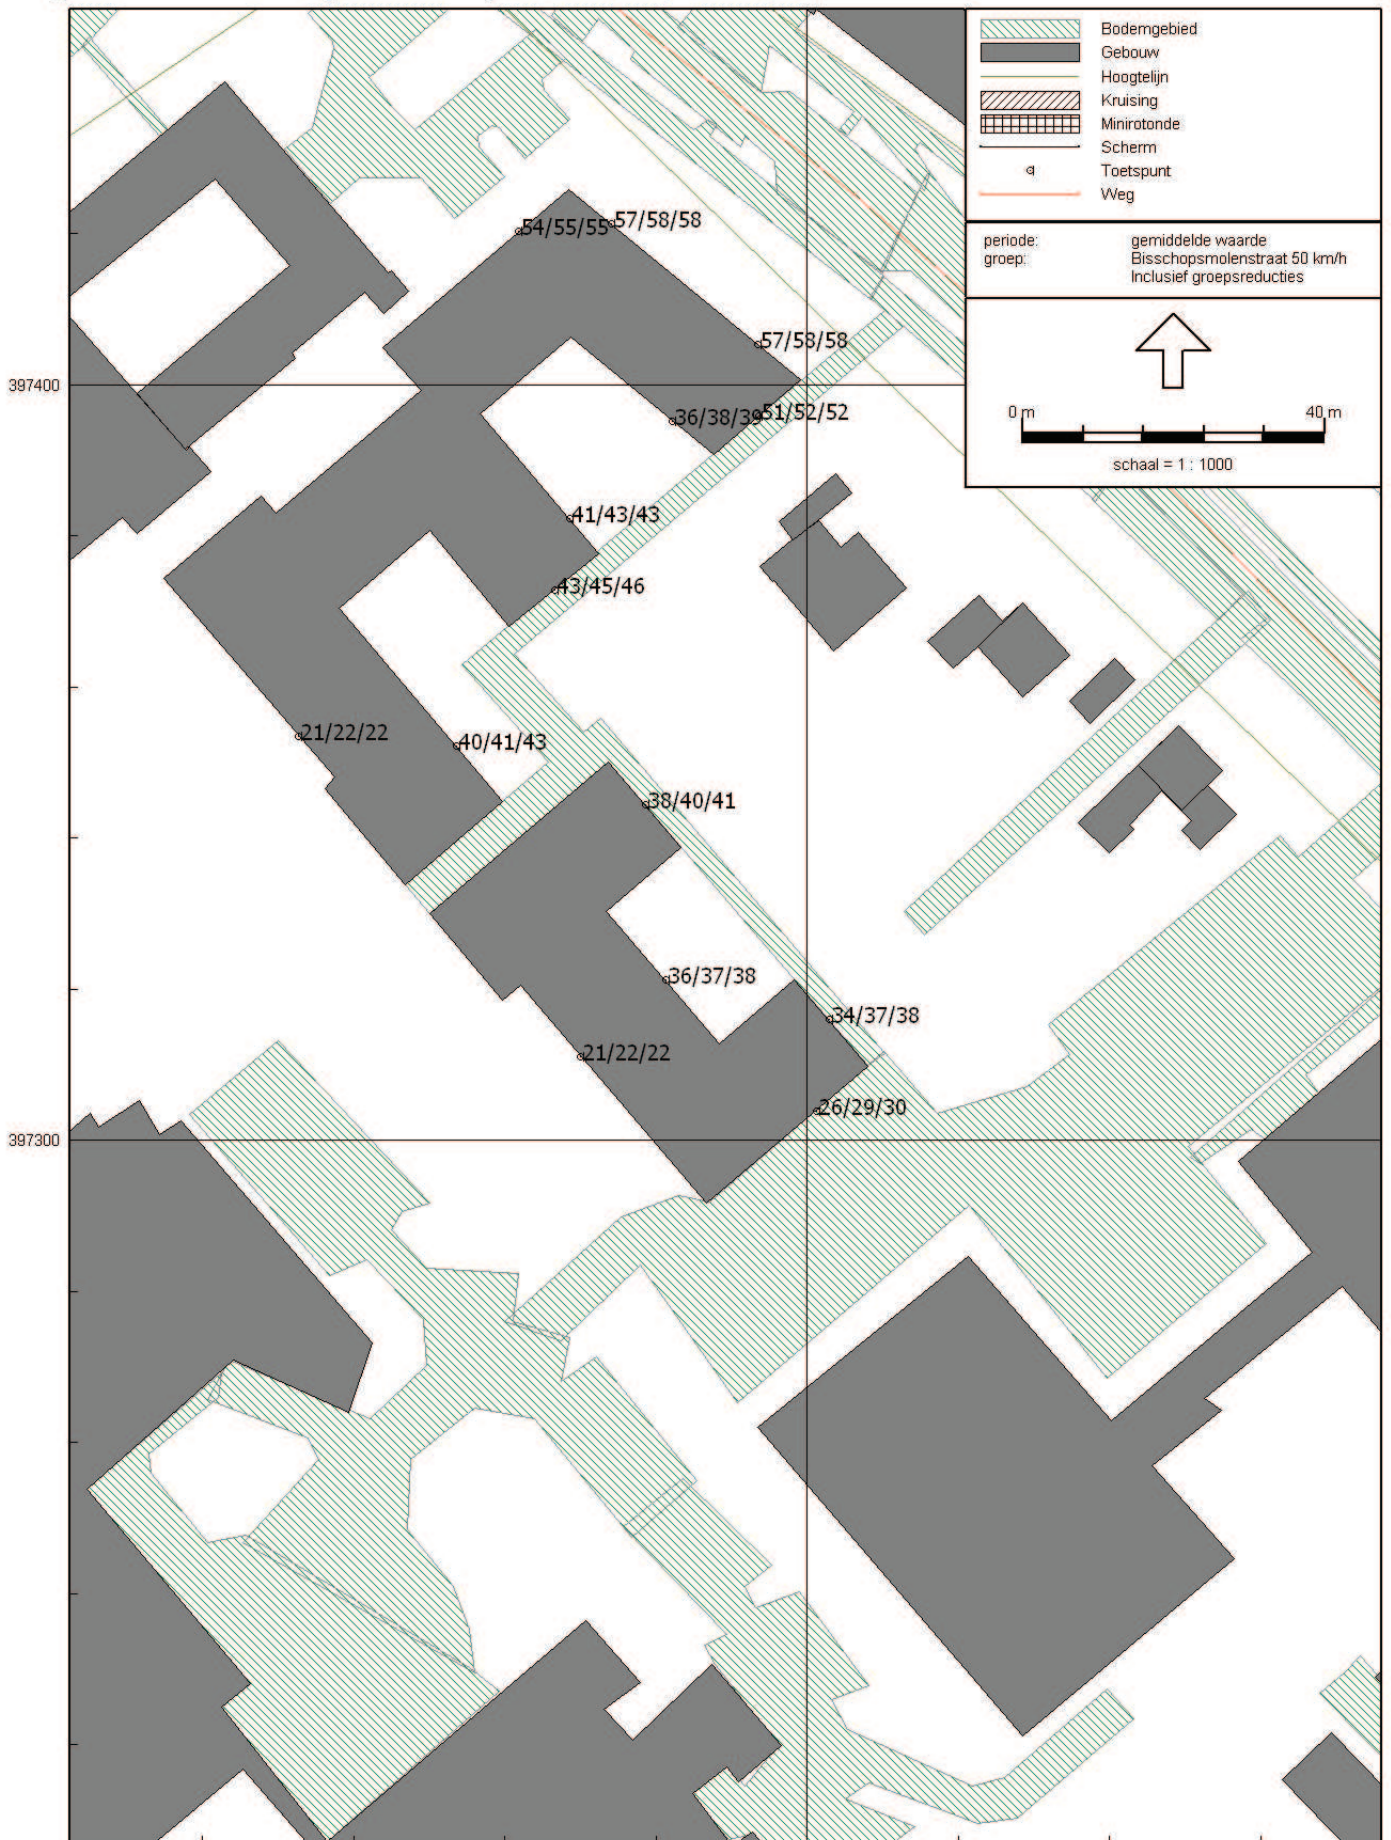 Bodemgebied
Gebouw
Hoogtelijn
Kruising
Minirotonde
Scherm
Toetspunt
Weg
periode: gemiddelde waarde
groep: Bisschopsmolenstraat 50 km/h
Inclusief groepsreducties
0 m 40 m
schaal = 1 : 1000
54/55/55
57/58/58
57/58/58
397400
36/38/39
51/52/52
41/43/43
43/45/46
21/22/22
40/41/43
38/40/41
36/37/38
34/37/38
21/22/22
26/29/30
397300